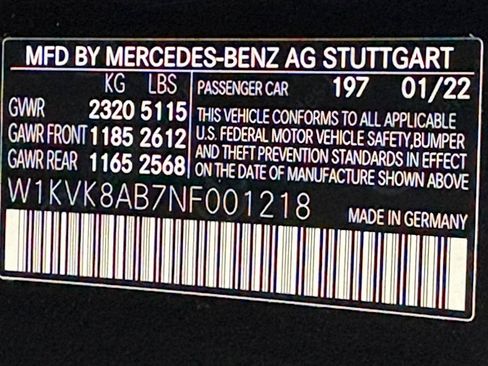 MFD BY MERCEDES-BENZ AG STUTTGART
KG LBS
GVWR 2320 5115
GAWR FRONT 1185 2612
GAWR REAR 1165 2568
PASSENGER CAR 197 01/22
THIS VEHICLE CONFORMS TO ALL APPLICABLE
U.S. FEDERAL MOTOR VEHICLE SAFETY,BUMPER
AND THEFT PREVENTION STANDARDS IN EFFECT
ON THE DATE OF MANUFACTURE SHOWN ABOVE
W1KVK8AB7NF001218
MADE IN GERMANY